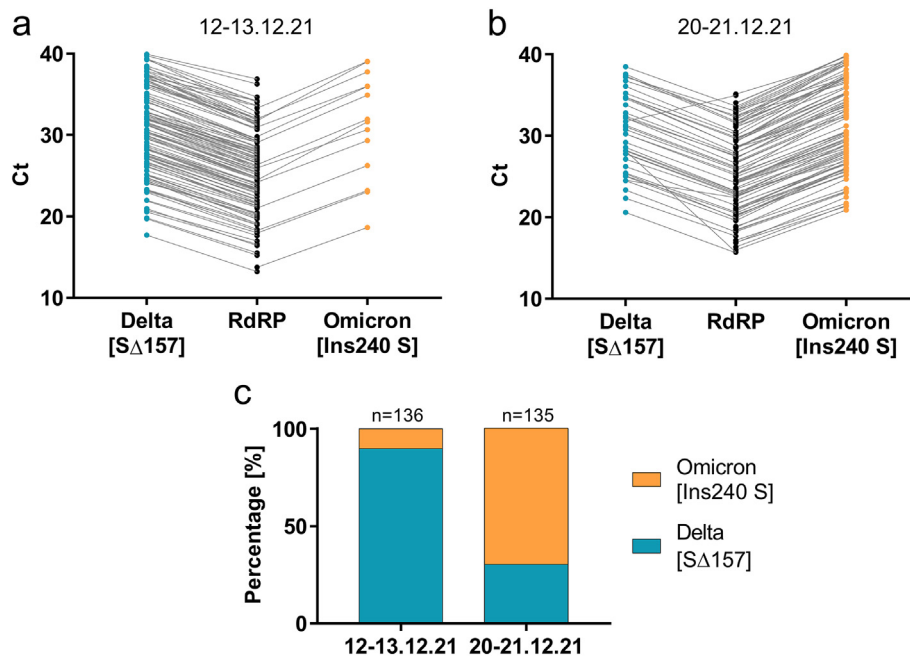 a
12-13.12.21
40
30
20
10
Ct
Delta
[SΔ157]
RdRP
Omicron
[Ins240 S]
b
20-21.12.21
40
30
20
10
Ct
Delta
[SΔ157]
RdRP
Omicron
[Ins240 S]
c
n=136
n=135
100
50
0
Percentage [%]
12-13.12.21
20-21.12.21
Omicron
[Ins240 S]
Delta
[SΔ157]